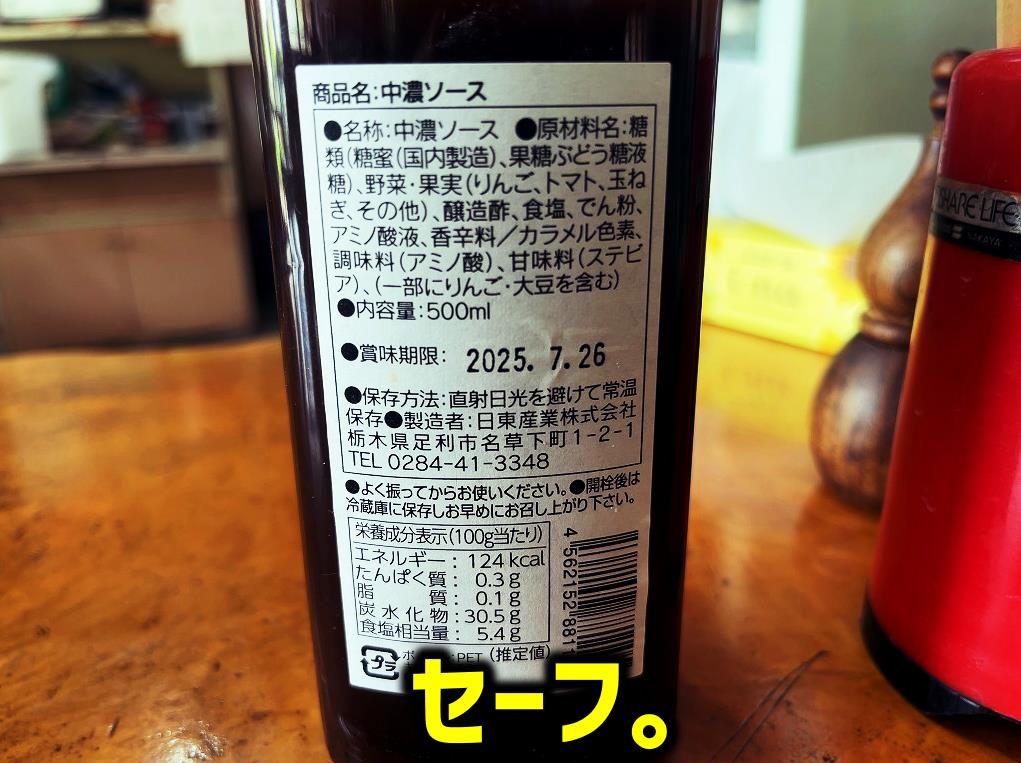 商品名:中濃ソース
●名称:中濃ソース ●原材料名:糖
類(糖蜜(国内製造)、果糖ぶどう糖液
糖)、野菜・果実(りんご、トマト、玉ね
ぎ、その他)、醸造酢、食塩、でん粉、
アミノ酸液、香辛料／カラメル色素、
調味料(アミノ酸)、甘味料(ステビ
ア)、(一部にりんご・大豆を含む)
●内容量:500ml
●賞味期限: 2025. 7.26
●保存方法:直射日光を避けて常温
保存●製造者:日東産業株式会社
栃木県足利市名草下町1-2-1
TEL 0284-41-3348
●よく振ってからお使いください。●開栓後は
冷蔵庫に保存しお早めにお召し上がり下さい。
栄養成分表示(100g当たり)
エネルギー: 124kcal
たんぱく質: 0.3g
脂質: 0.1g
炭水化物: 30.5g
食塩相当量: 5.4g
(推定値)
プラ
PET
4562152881
SHARE LIFE
NAKAYA
セーフ。